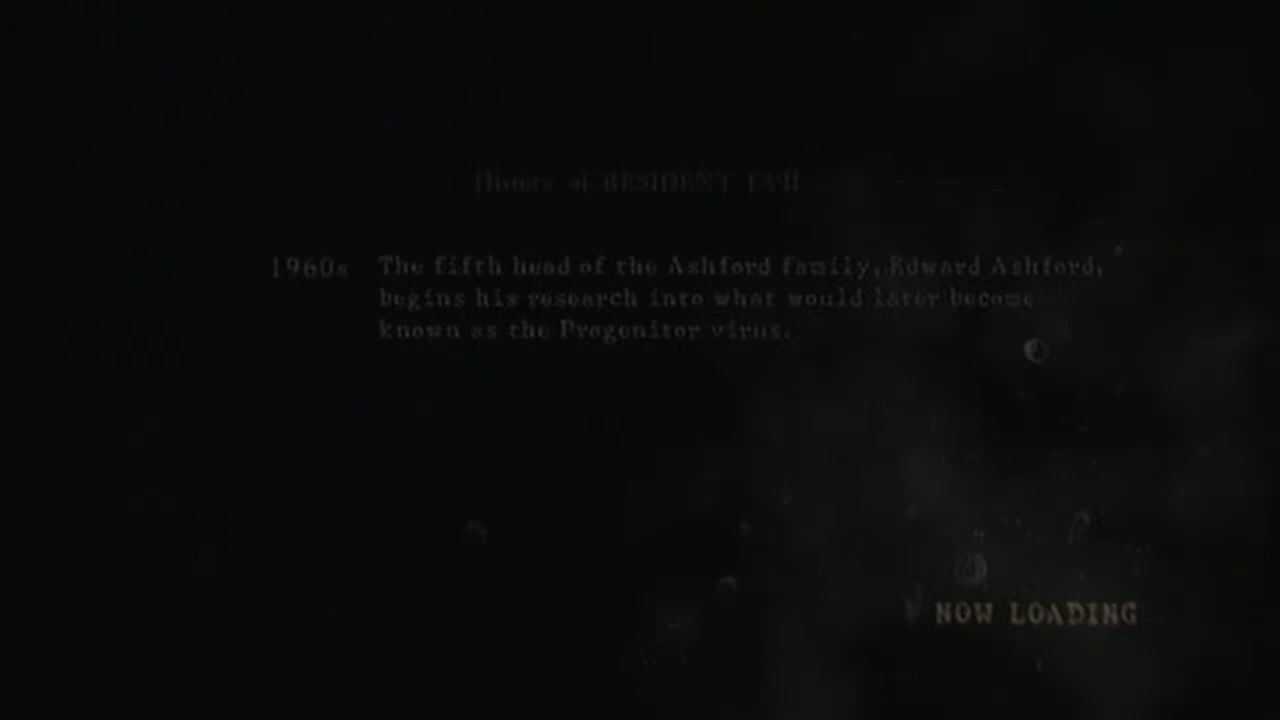 History of RESIDENT EVIL
1960s The fifth head of the Ashford family, Edward Ashford,
begins his research into what would later become
known as the Progenitor virus.
NOW LOADING